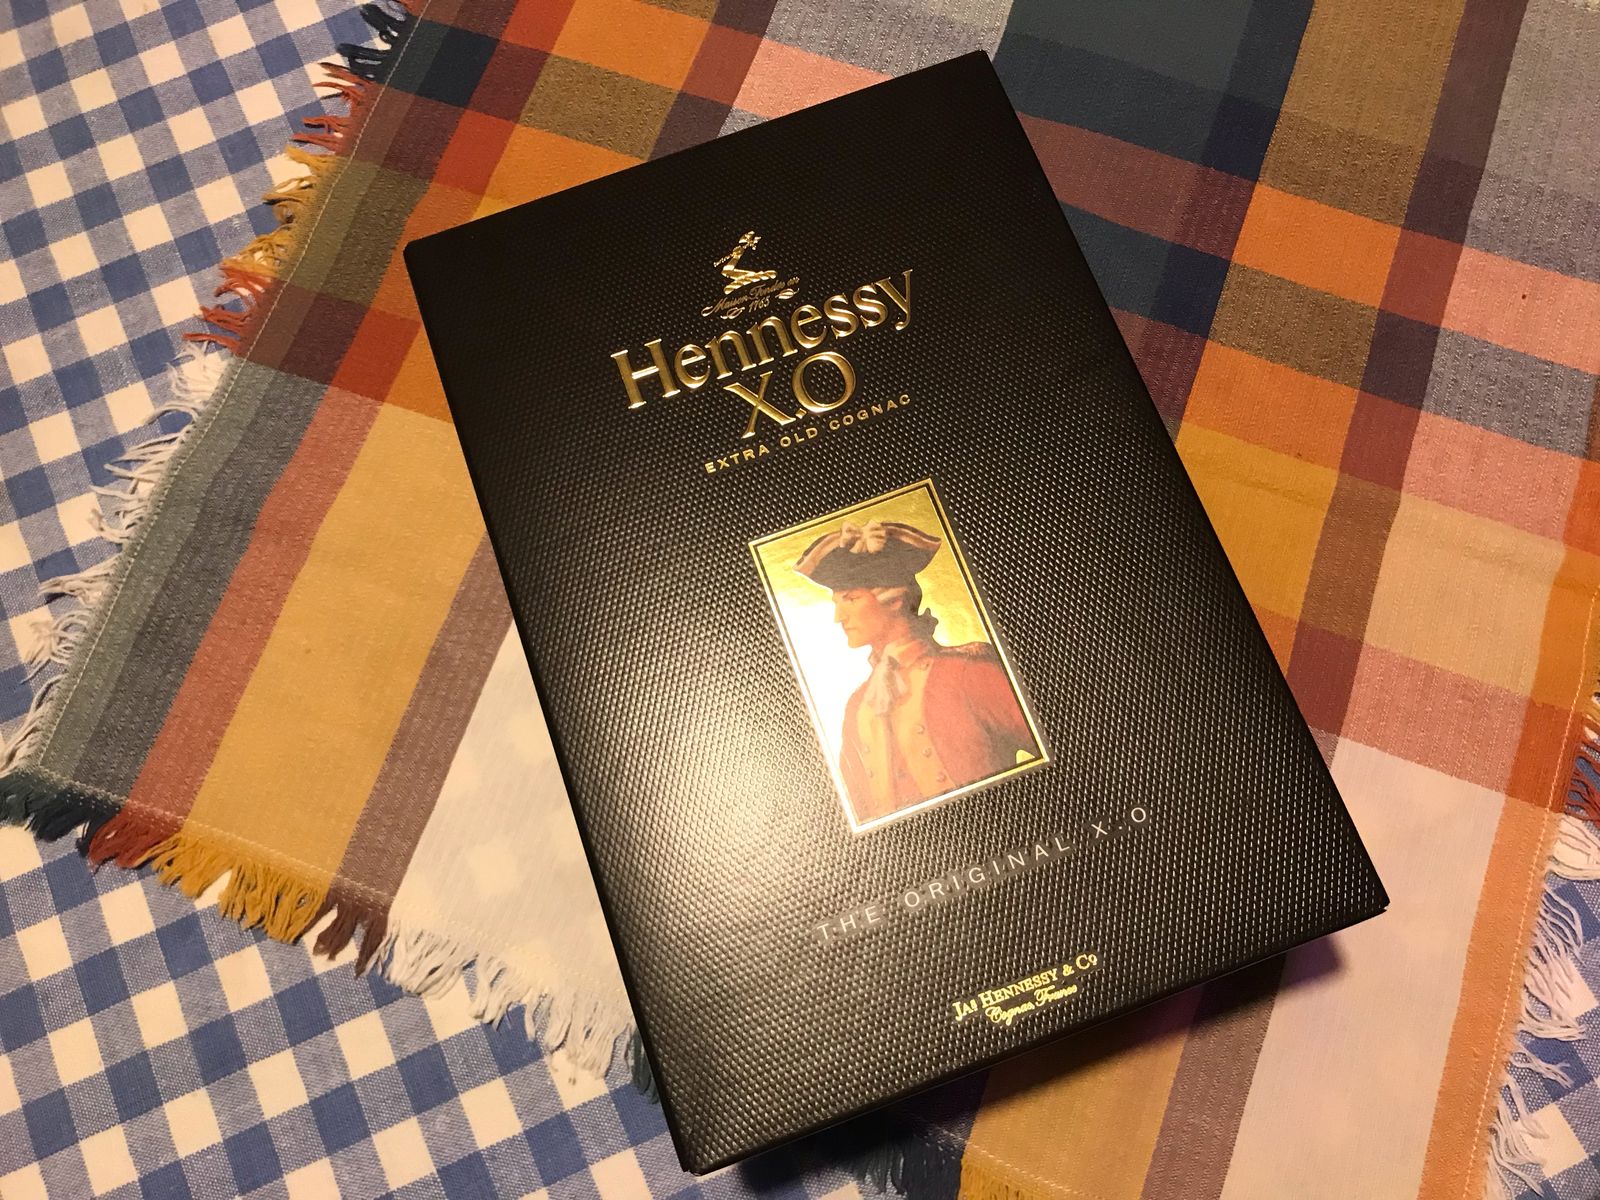 Maison Fondée en
1765
Hennessy
X.O
EXTRA OLD COGNAC
THE ORIGINAL X.O
JAS HENNESSY & CO
Cognac France